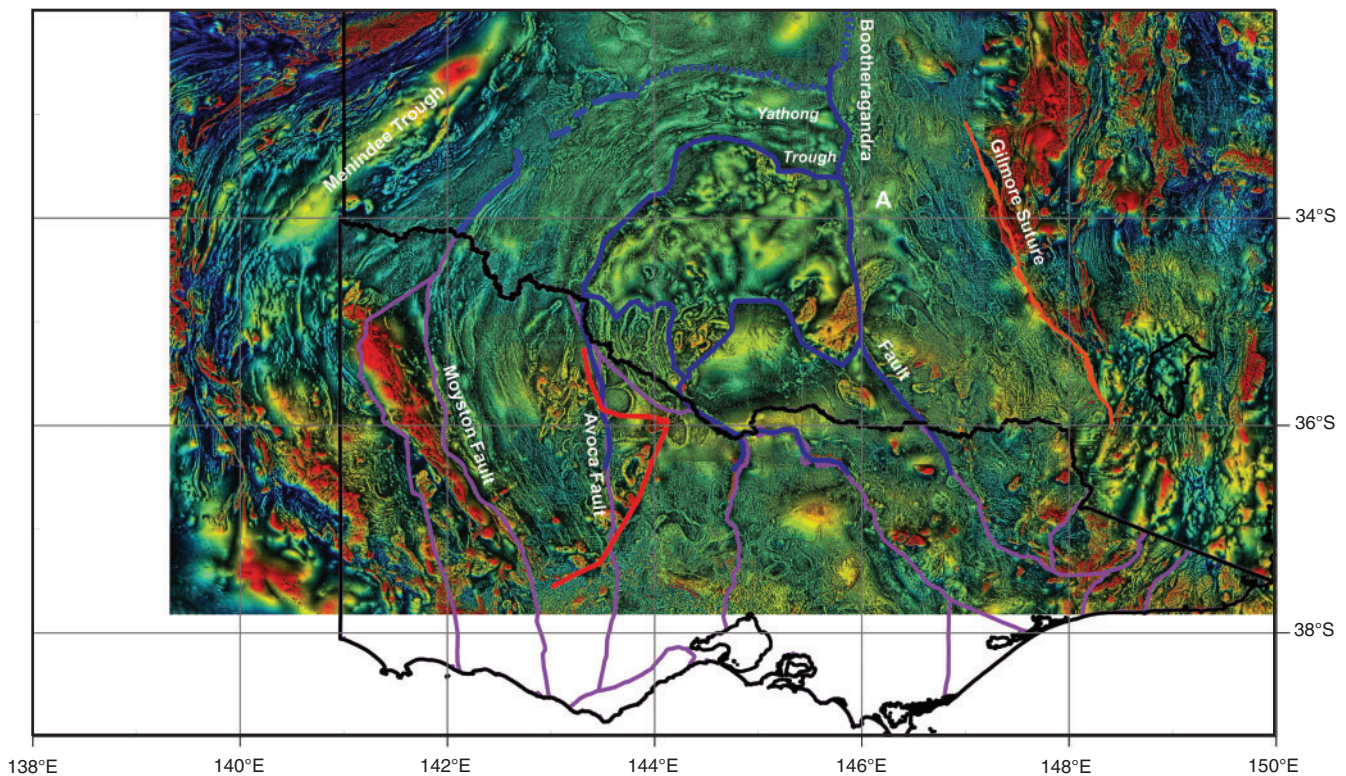 Bootheragandra
Menindee Trough
Yathong
Trough
Gilmore Suture
A
34°S
Fault
Moyston Fault
Avoca Fault
36°S
38°S
138°E
140°E
142°E
144°E
146°E
148°E
150°E